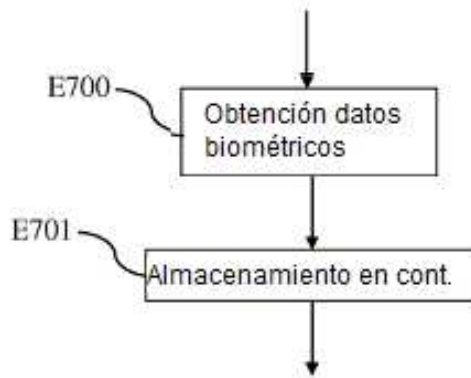 E700
Obtención datos
biométricos
E701
Almacenamiento en cont.